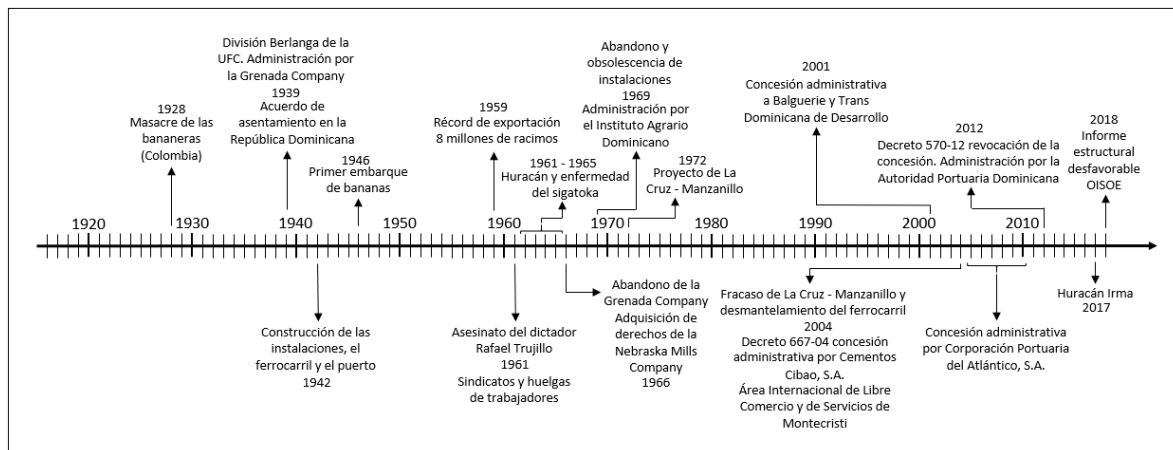 División Berlanga de la
UFC. Administración por
la Grenada Company
1939
Acuerdo de
asentamiento en la
República Dominicana
1928
Masacre de las
bananeras
(Colombia)
1946
Primer embarque
de bananas
1959
Récord de exportación
8 millones de racimos
1961 - 1965
Huracán y enfermedad
del sigatoka
Abandono y
obsolescencia de
instalaciones
1969
Administración por
el Instituto Agrario
Dominicano
1972
Proyecto de La
Cruz - Manzanillo
2001
Concesión administrativa
a Balguerie y Trans
Dominicana de Desarrollo
2012
Decreto 570-12 revocación de la
concesión. Administración por la
Autoridad Portuaria Dominicana
2018
Informe
estructural
desfavorable
OISOE
1920 1930 1940 1950 1960 1970 1980 1990 2000 2010
Construcción de las
instalaciones, el
ferrocarril y el puerto
1942
Asesinato del dictador
Rafael Trujillo
1961
Sindicatos y huelgas
de trabajadores
Abandono de la
Grenada Company
Adquisición de
derechos de la
Nebraska Mills
Company
1966
Fracaso de La Cruz - Manzanillo y
desmantelamiento del ferrocarril
2004
Decreto 667-04 concesión
administrativa por Cementos
Cibao, S.A.
Área Internacional de Libre
Comercio y de Servicios de
Montecristi
Concesión administrativa
por Corporación Portuaria
del Atlántico, S.A.
Huracán Irma
2017